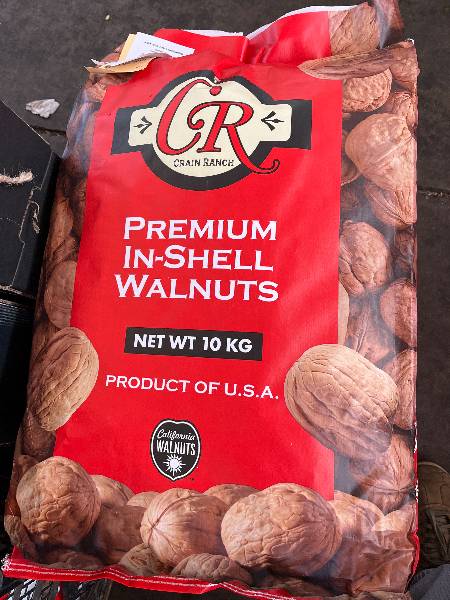 CR
CRAIN RANCH
PREMIUM
IN-SHELL
WALNUTS
NET WT 10 KG
PRODUCT OF U.S.A.
California
WALNUTS